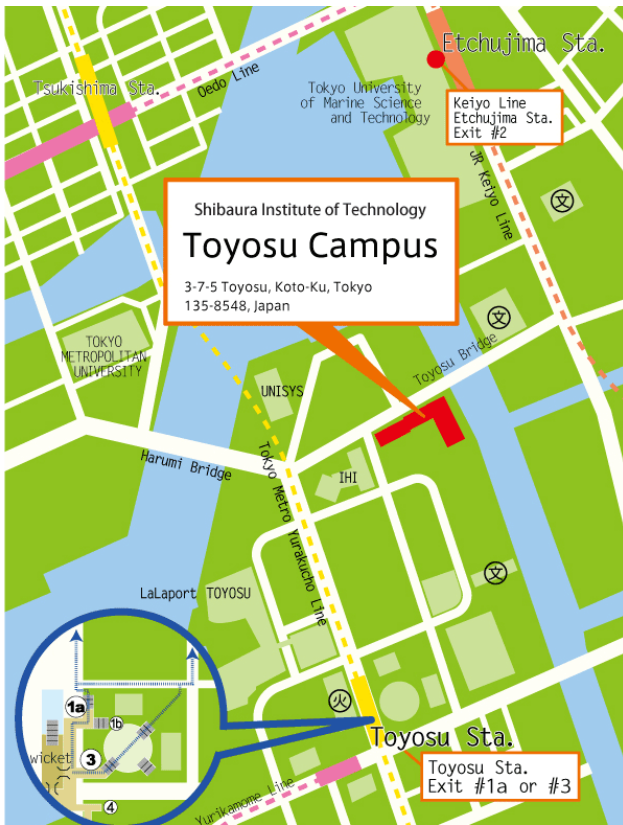 Etchujima Sta.
Tsukishima Sta.
Oedo Line
Tokyo University
of Marine Science
and Technology
Keiyo Line
Etchujima Sta.
Exit #2
JR Keiyo Line
文
Shibaura Institute of Technology
Toyosu Campus
3-7-5 Toyosu, Koto-Ku, Tokyo
135-8548, Japan
文
TOKYO
METROPOLITAN
UNIVERSITY
Toyosu Bridge
UNISYS
Harumi Bridge
Tokyo Metro Yurakucho Line
IHI
文
LaLaport TOYOSU
火
1a
1b
wicket
3
4
Toyosu Sta.
Toyosu Sta.
Exit #1a or #3
Yurikamome Line